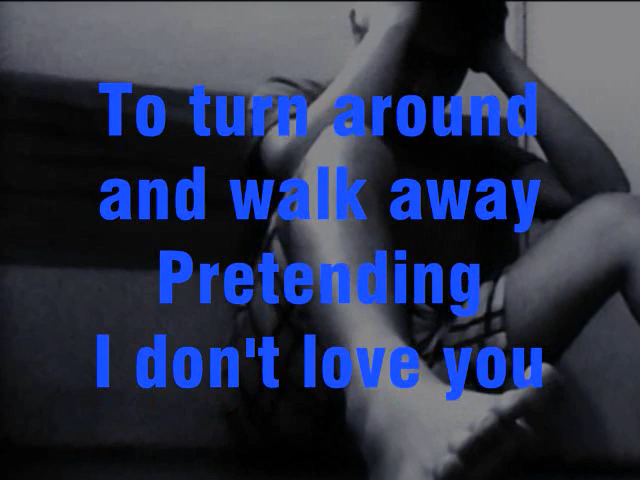 To turn around
and walk away
Pretending
I don't love you